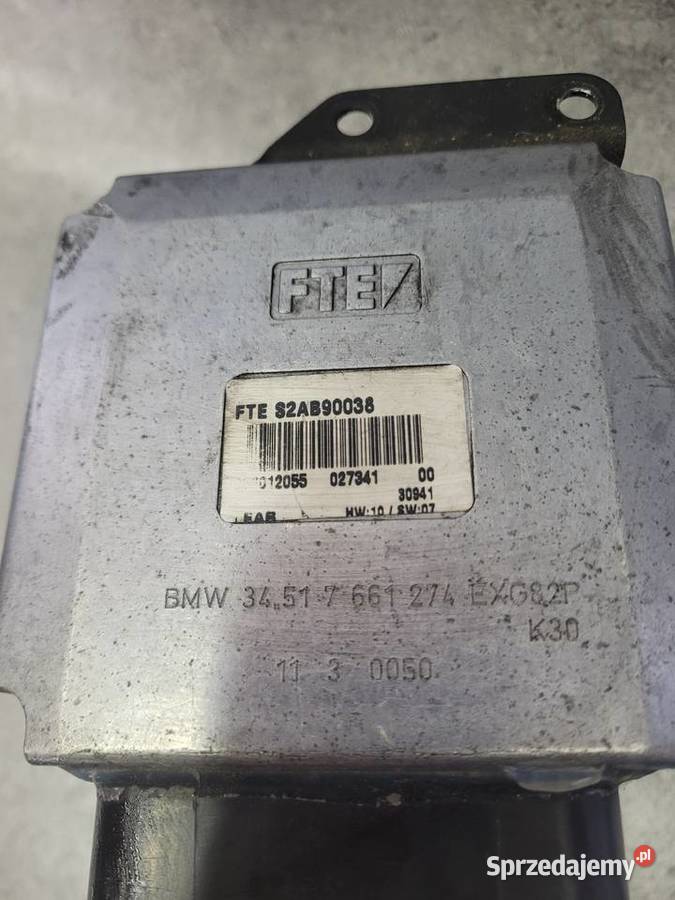 FTE
FTE S2AB90038
012055 027341 00
30941
LEAR HW:10 / SW:07
BMW 34.51 7 661 274 EXG82P
K30
11 3 0050
Sprzedajemy.pl